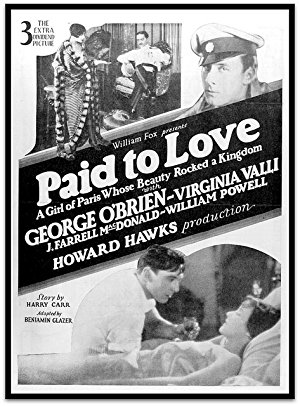 3 THE
EXTRA
DIVIDEND
PICTURE
William Fox presents
Paid to Love
A Girl of Paris Whose Beauty Rocked a Kingdom
with
GEORGE O'BRIEN-VIRGINIA VALLI
J. FARRELL MACDONALD-WILLIAM POWELL
HOWARD HAWKS production
Story by
HARRY CARR
Adapted by
BENJAMIN GLAZER